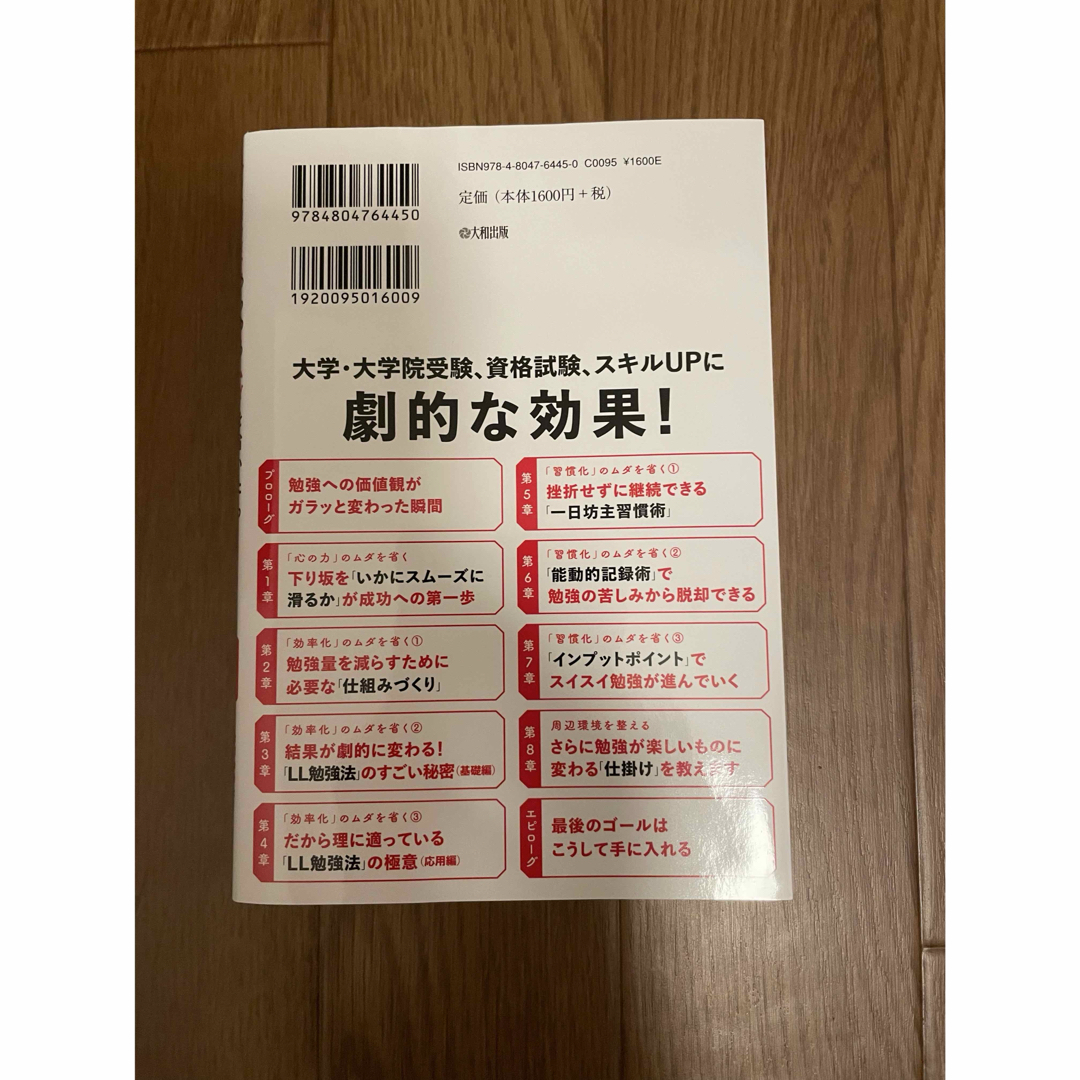 ISBN978-4-8047-6445-0 C0095 ¥1600E
定価（本体1600円＋税）
大和出版
9784804764450
1920095016009
大学・大学院受験、資格試験、スキルUPに
劇的な効果！
プロローグ
勉強への価値観が
ガラッと変わった瞬間
第1章
「心の力」のムダを省く
下り坂を「いかにスムーズに
滑るか」が成功への第一歩
第2章
「効率化」のムダを省く①
勉強量を減らすために
必要な「仕組みづくり」
第3章
「効率化」のムダを省く②
結果が劇的に変わる！
「LL勉強法」のすごい秘密（基礎編）
第4章
「効率化」のムダを省く③
だから理に適っている
「LL勉強法」の極意（応用編）
第5章
「習慣化」のムダを省く①
挫折せずに継続できる
「一日坊主習慣術」
第6章
「習慣化」のムダを省く②
「能動的記録術」で
勉強の苦しみから脱却できる
第7章
「習慣化」のムダを省く③
「インプットポイント」で
スイスイ勉強が進んでいく
第8章
周辺環境を整える
さらに勉強が楽しいものに
変わる「仕掛け」を教えます
エピローグ
最後のゴールは
こうして手に入れる